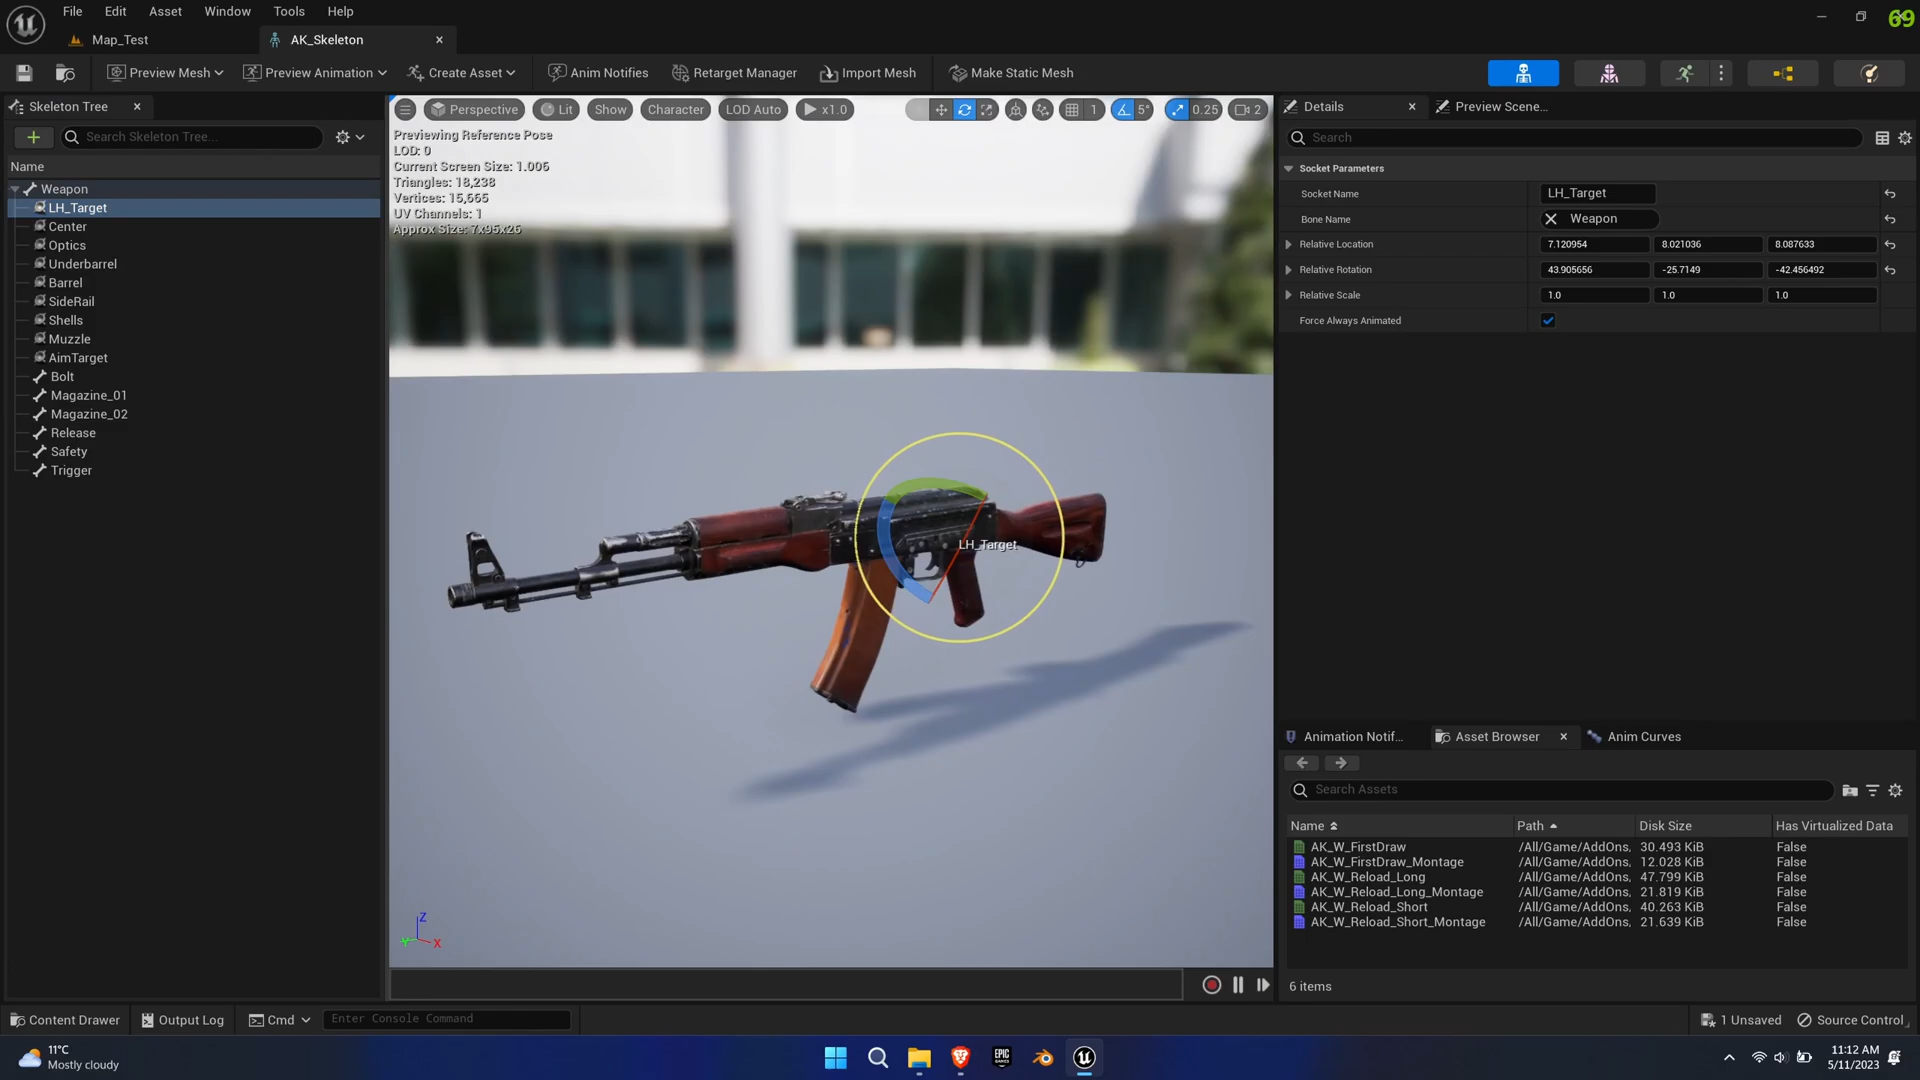 File Edit Asset Window Tools Help
69
Map_Test AK_Skeleton
Preview Mesh Preview Animation Create Asset Anim Notifies Retarget Manager Import Mesh Make Static Mesh
Skeleton Tree
Search Skeleton Tree...
Name
Weapon
LH_Target
Center
Optics
Underbarrel
Barrel
SideRail
Shells
Muzzle
AimTarget
Bolt
Magazine_01
Magazine_02
Release
Safety
Trigger
Perspective Lit Show Character LOD Auto x1.0 1 5° 0.25 2
Previewing Reference Pose
LOD: 0
Current Screen Size: 1.006
Triangles: 18,238
Vertices: 15,665
UV Channels: 1
Approx Size: 7x95x26
LH_Target
Z
Y X
Details Preview Scene...
Search
Socket Parameters
Socket Name LH_Target
Bone Name Weapon
Relative Location 7.120954 8.021036 8.087633
Relative Rotation 43.905656 -25.7149 -42.456492
Relative Scale 1.0 1.0 1.0
Force Always Animated
Animation Notif... Asset Browser Anim Curves
Search Assets
Name Path Disk Size Has Virtualized Data
AK_W_FirstDraw /All/Game/AddOns, 30.493 KiB False
AK_W_FirstDraw_Montage /All/Game/AddOns, 12.028 KiB False
AK_W_Reload_Long /All/Game/AddOns, 47.799 KiB False
AK_W_Reload_Long_Montage /All/Game/AddOns, 21.819 KiB False
AK_W_Reload_Short /All/Game/AddOns, 40.263 KiB False
AK_W_Reload_Short_Montage /All/Game/AddOns, 21.639 KiB False
6 items
Content Drawer Output Log Cmd Enter Console Command 1 Unsaved Source Control
11°C
Mostly cloudy
EPIC GAMES
11:12 AM
5/11/2023